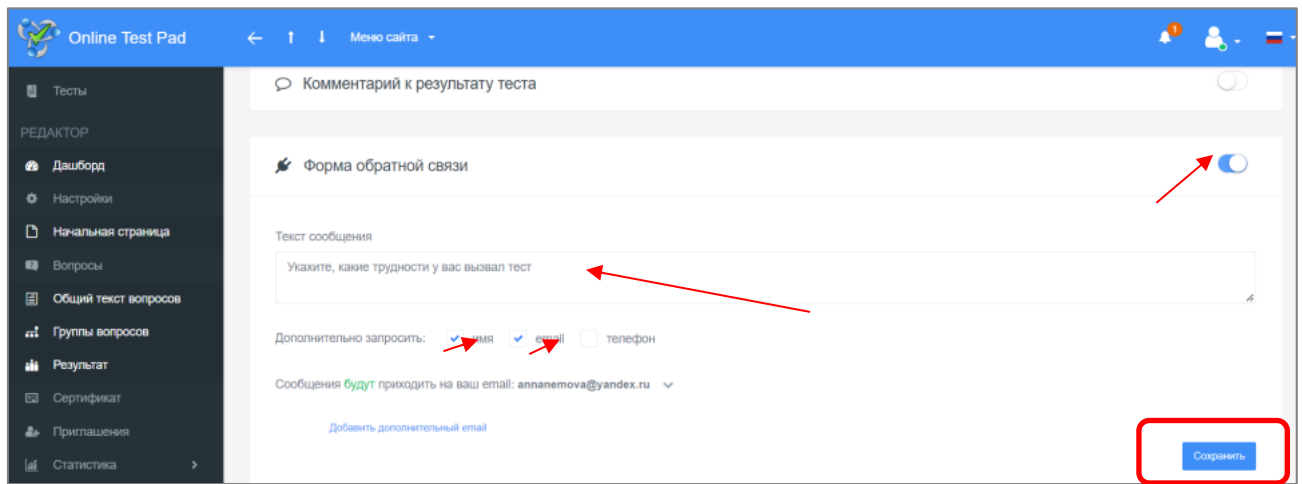 Online Test Pad
Меню сайта
1
Тесты
РЕДАКТОР
Дашборд
Настройки
Начальная страница
Вопросы
Общий текст вопросов
Группы вопросов
Результат
Сертификат
Приглашения
Статистика
Комментарий к результату теста
Форма обратной связи
Текст сообщения
Укахите, какие трудности у вас вызвал тест
Дополнительно запросить: имя email телефон
Сообщения будут приходить на ваш email: annanemova@yandex.ru
Добавить дополнительный email
Сохранить